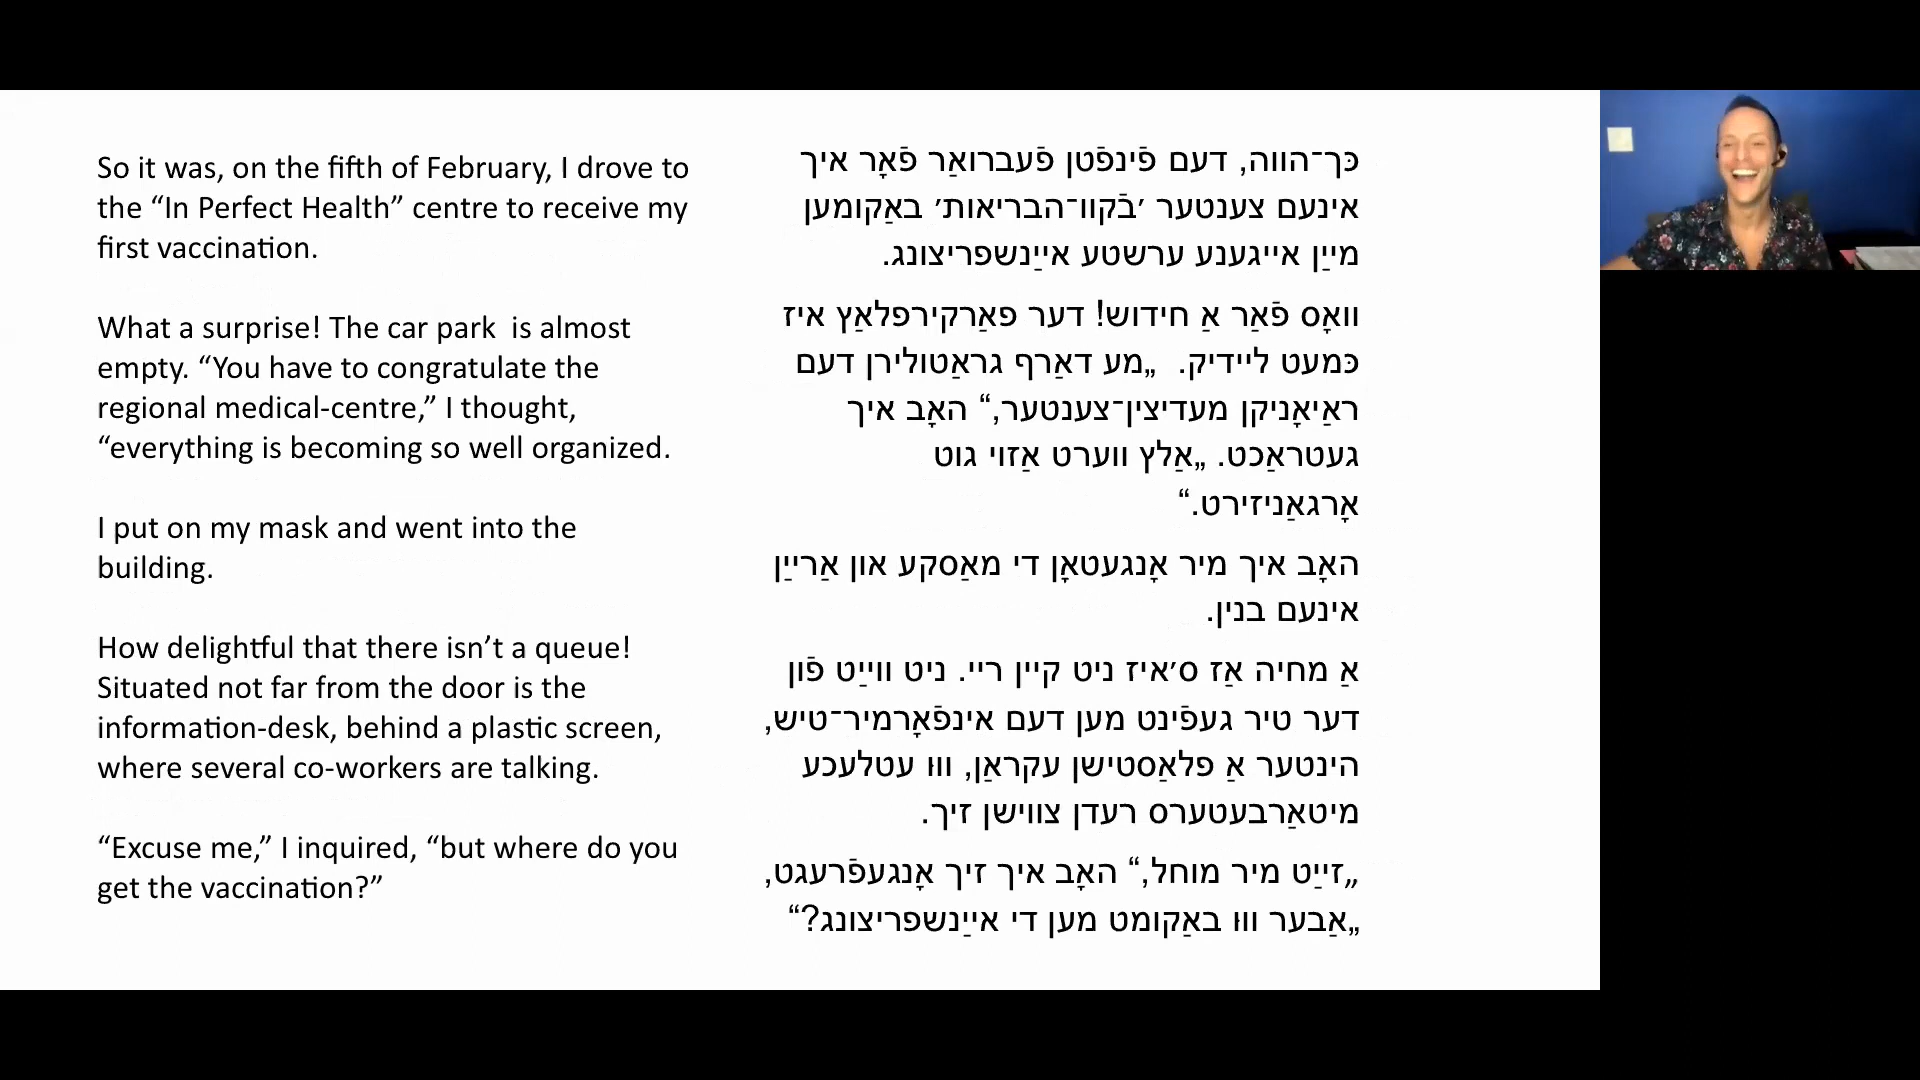 So it was, on the fifth of February, I drove to
the “In Perfect Health” centre to receive my
first vaccination.
What a surprise! The car park  is almost
empty. “You have to congratulate the
regional medical-centre,” I thought,
“everything is becoming so well organized.
I put on my mask and went into the
building.
How delightful that there isn’t a queue!
Situated not far from the door is the
information-desk, behind a plastic screen,
where several co-workers are talking.
“Excuse me,” I inquired, “but where do you
get the vaccination?”
כּך־הווה, דעם פֿינפֿטן פֿעברואַר פֿאָר איך
אינעם צענטער ׳בֿקוו־הבריאות׳ באַקומען
מײַן אייגענע ערשטע אײַנשפּריצונג.
וואָס פֿאַר אַ חידוש! דער פּאַרקירפּלאַץ איז
כּמעט ליידיק.  „מע דאַרף גראַטולירן דעם
ראַיאָניקן מעדיצין־צענטער,“ האָב איך
געטראַכט. „אַלץ ווערט אַזוי גוט
אָרגאַניזירט.“
האָב איך מיר אָנגעטאָן די מאַסקע און אַרײַן
אינעם בנין.
אַ מחיה אַז ס׳איז ניט קיין ריי. ניט ווײַט פֿון
דער טיר געפֿינט מען דעם אינפֿאָרמיר־טיש,
הינטער אַ פּלאַסטישן עקראַן, וווּ עטלעכע
מיטאַרבעטערס רעדן צווישן זיך.
„זײַט מיר מוחל,“ האָב איך זיך אָנגעפֿרעגט,
„אָבער וווּ באַקומט מען די אײַנשפּריצונג?“